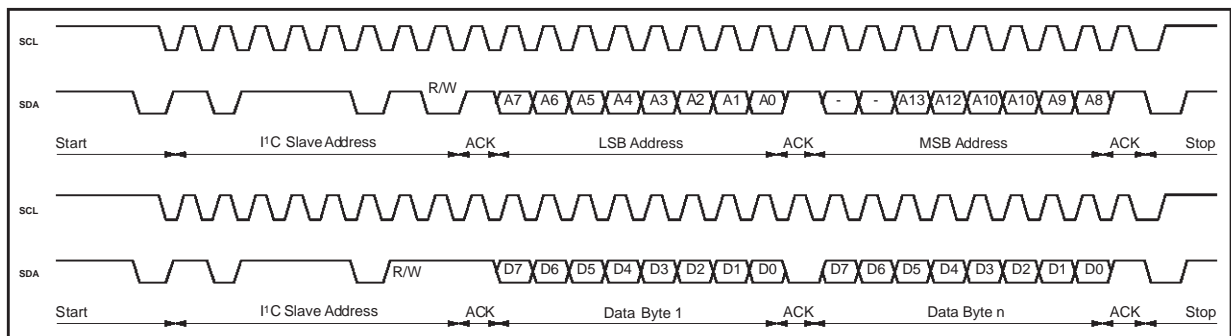 SCL
R/W
SDA A7 A6 A5 A4 A3 A2 A1 A0 - - A13 A12 A10 A10 A9 A8
Start I¹C Slave Address ACK LSB Address ACK MSB Address ACK Stop
SCL
SDA R/W D7 D6 D5 D4 D3 D2 D1 D0 D7 D6 D5 D4 D3 D2 D1 D0
Start I¹C Slave Address ACK Data Byte 1 ACK Data Byte n ACK Stop